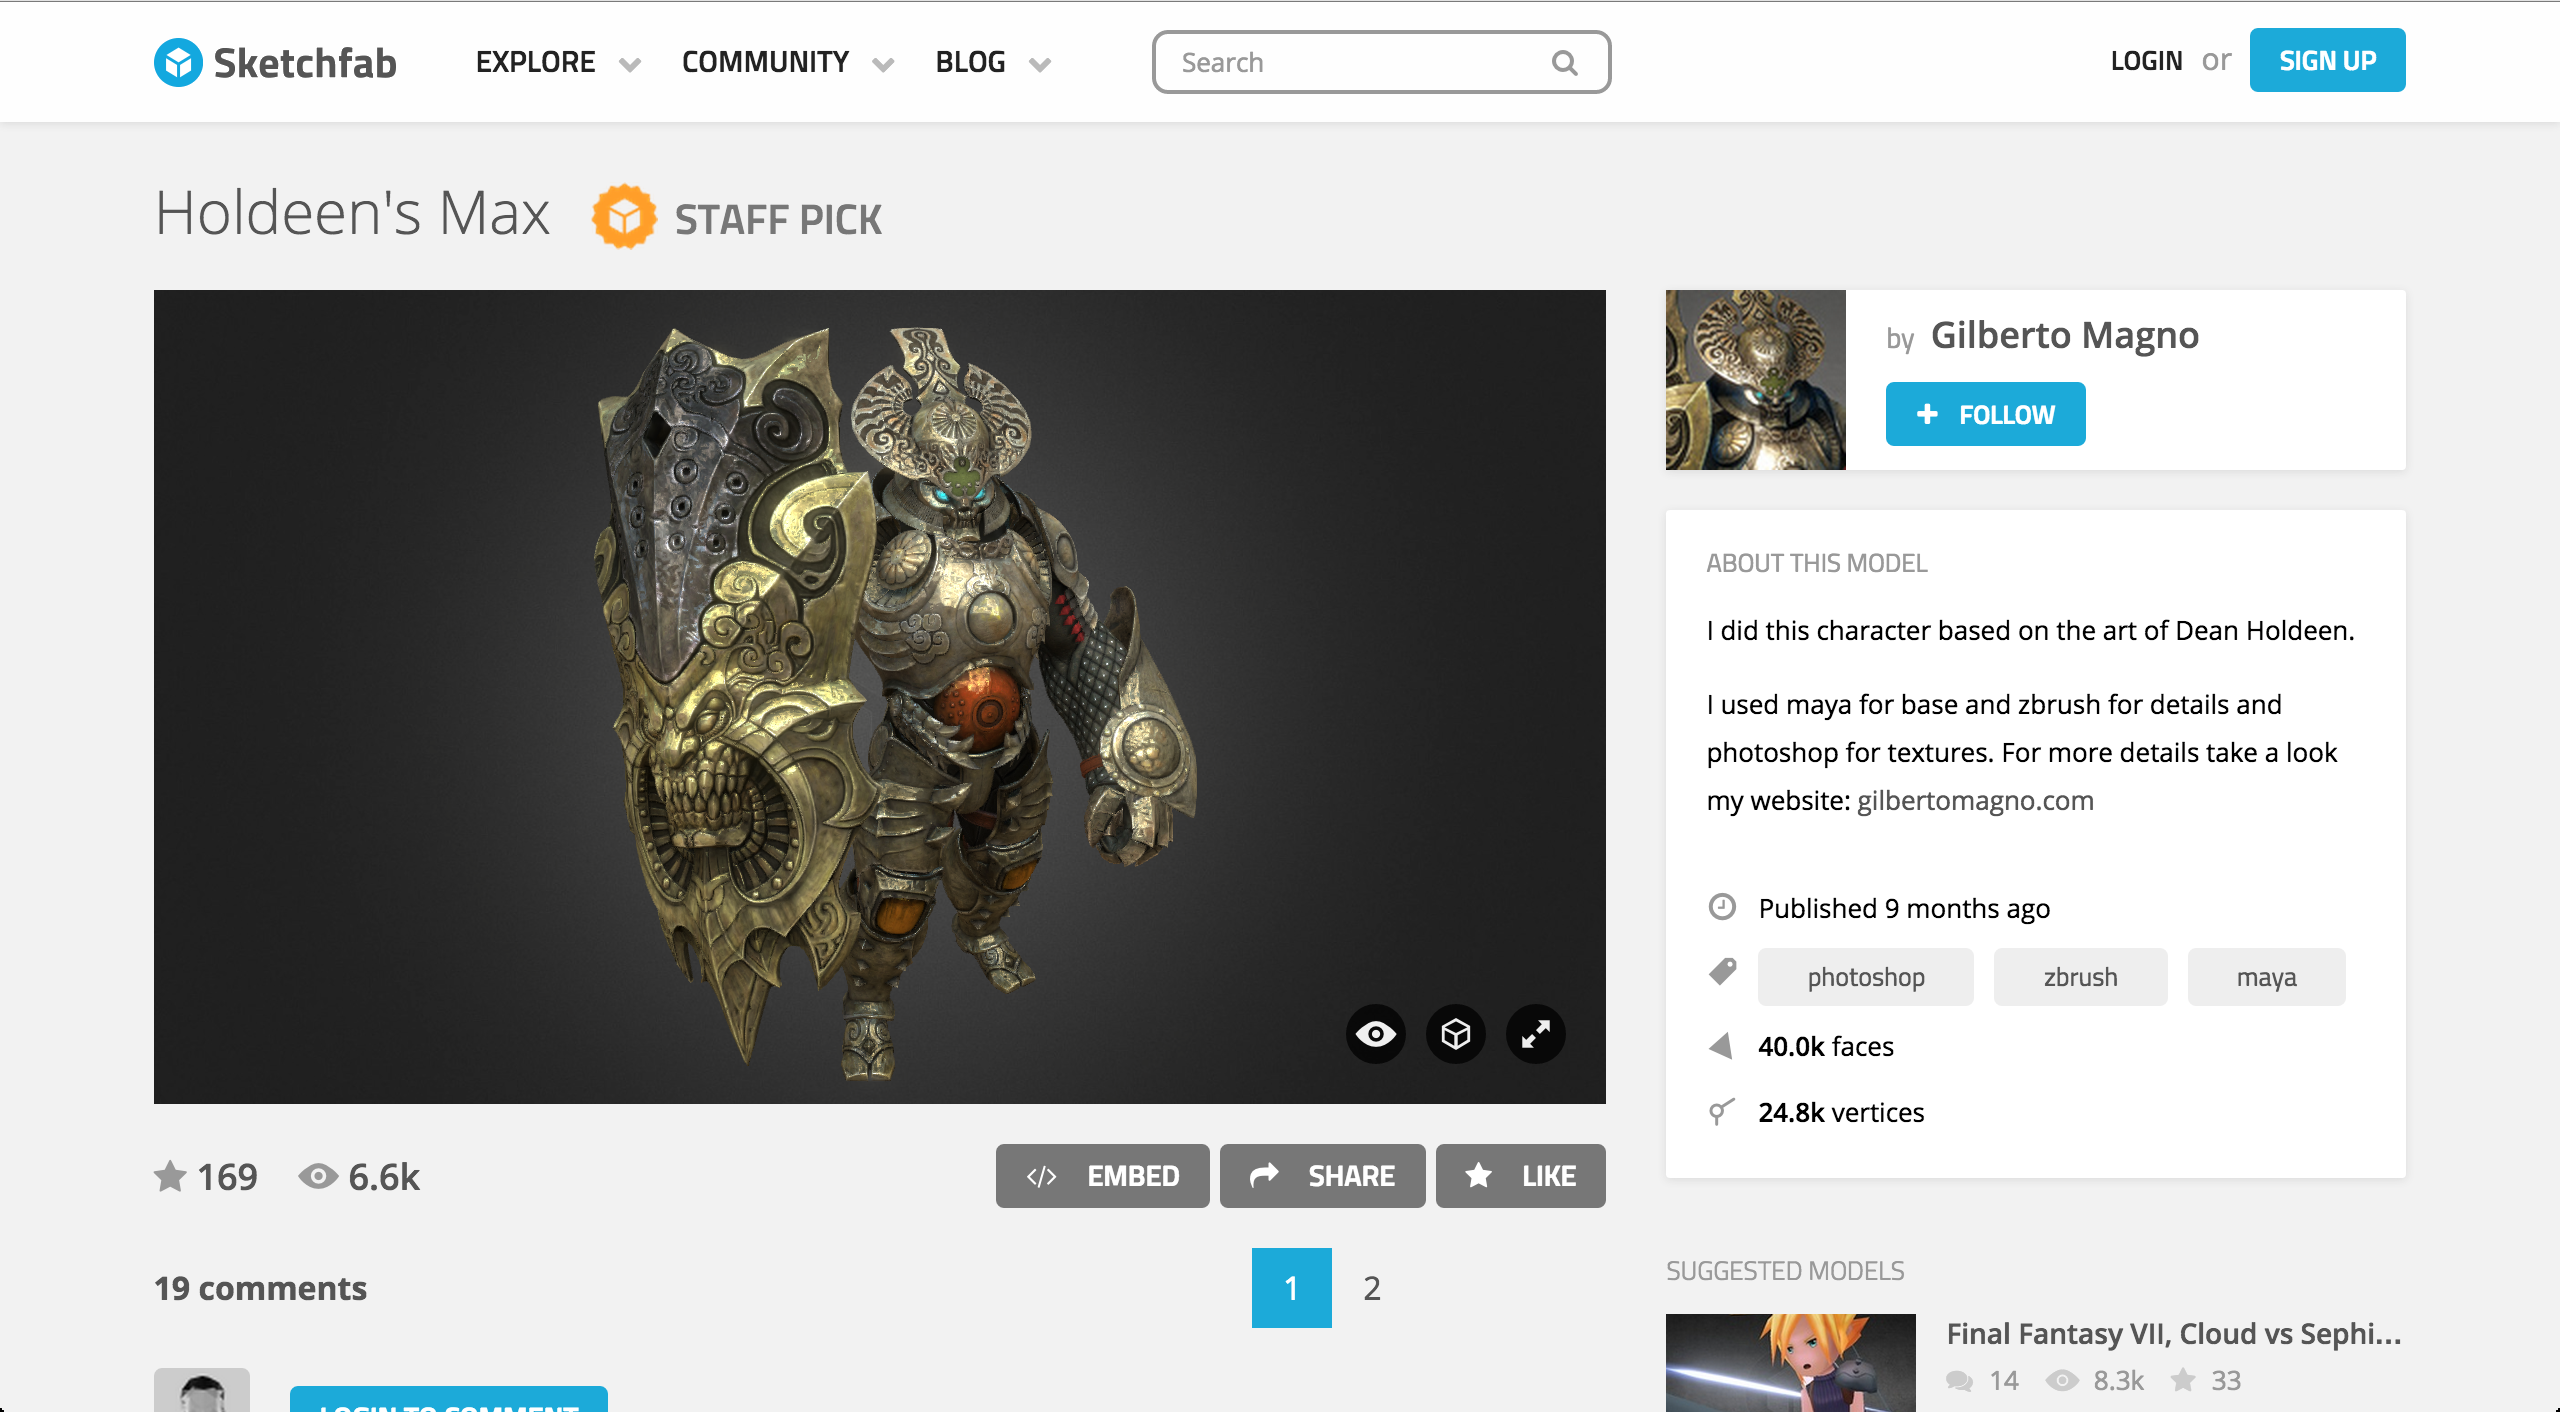 Sketchfab EXPLORE COMMUNITY BLOG Search LOGIN or SIGN UP
Holdeen's Max STAFF PICK
by Gilberto Magno
+ FOLLOW
ABOUT THIS MODEL
I did this character based on the art of Dean Holdeen.
I used maya for base and zbrush for details and
photoshop for textures. For more details take a look
my website: gilbertomagno.com
Published 9 months ago
photoshop zbrush maya
40.0k faces
24.8k vertices
169 6.6k </> EMBED SHARE LIKE
19 comments 1 2
LOGIN TO COMMENT
SUGGESTED MODELS
Final Fantasy VII, Cloud vs Sephi...
14 8.3k 33